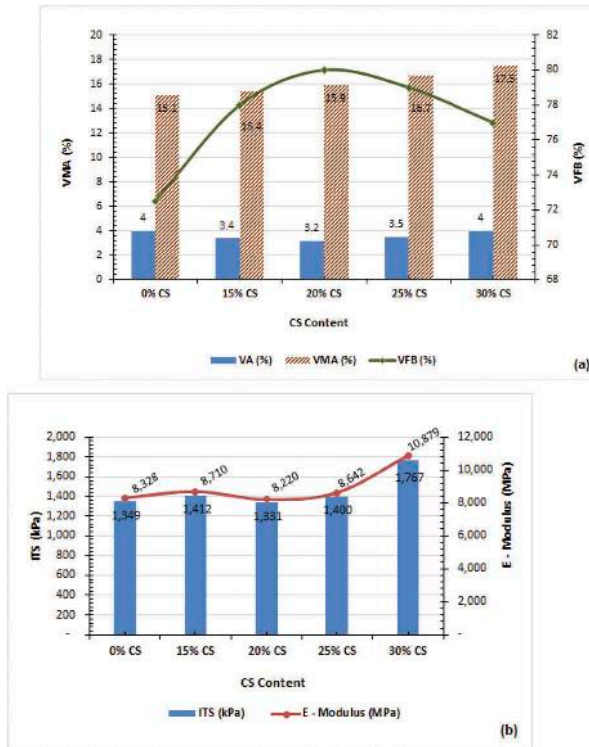 20
18
16
14
12
10
8
6
4
2
0
VMA (%)
15.1
15.4
15.9
16.7
17.5
4
3.4
3.2
3.5
4
82
80
78
76
74
72
70
68
VFB (%)
0% CS
15% CS
20% CS
25% CS
30% CS
CS Content
VA (%)
VMA (%)
VFB (%)
(a)
2,000
1,800
1,600
1,400
1,200
1,000
800
600
400
200
-
ITS (kPa)
8,328
8,710
8,220
8,642
10,879
1,349
1,412
1,331
1,400
1,767
12,000
10,000
8,000
6,000
4,000
2,000
-
E - Modulus (MPa)
0% CS
15% CS
20% CS
25% CS
30% CS
CS Content
ITS (kPa)
E - Modulus (MPa)
(b)